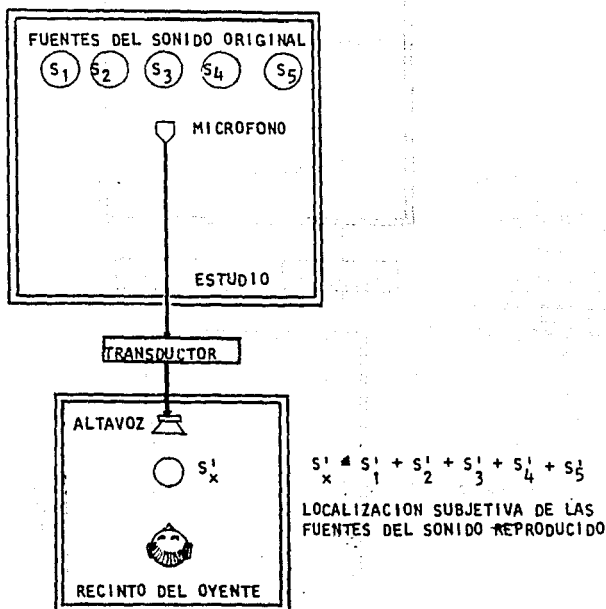 FUENTES DEL SONIDO ORIGINAL
S1 S2 S3 S4 S5
MICROFONO
ESTUDIO
TRANSDUCTOR
ALTAVOZ
S'x
S'x = S'1 + S'2 + S'3 + S'4 + S'5
LOCALIZACION SUBJETIVA DE LAS
FUENTES DEL SONIDO REPRODUCIDO
RECINTO DEL OYENTE